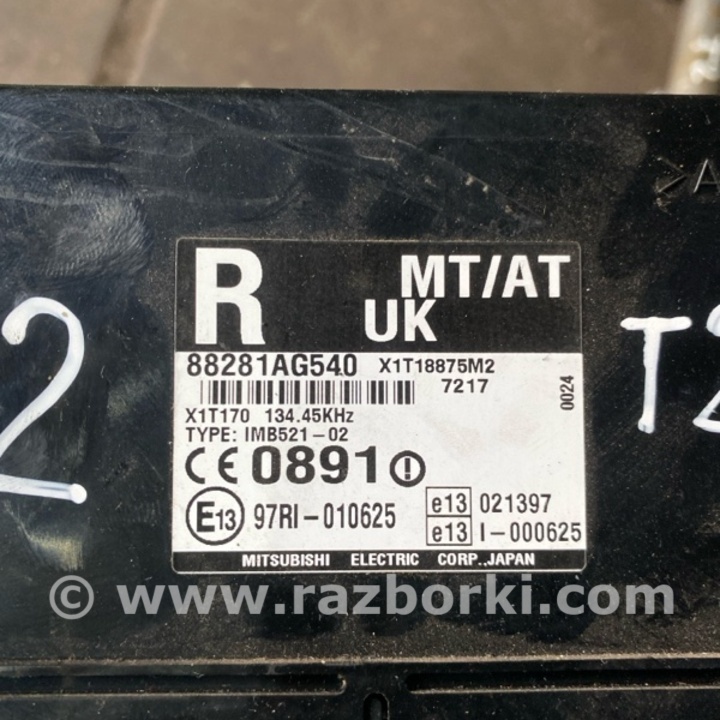 >A
R MT/AT
UK
88281AG540 X1T18875M2
7217
0024
X1T170 134.45KHz
TYPE: IMB521-02
CE 0891
E13 97RI-010625
e13 021397
e13 I-000625
MITSUBISHI ELECTRIC CORP.,JAPAN
2
T2
© www.razborki.com